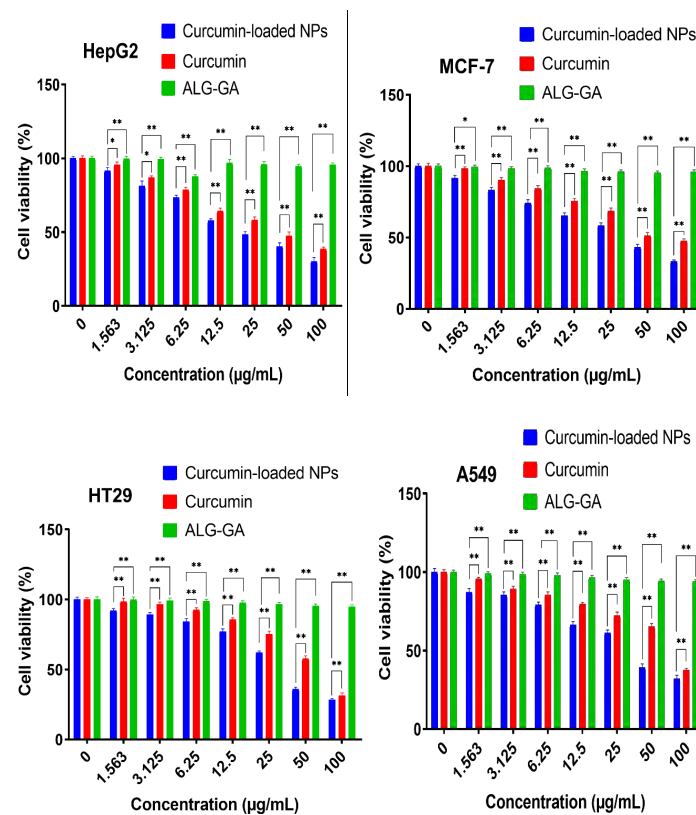 HepG2
Curcumin-loaded NPs
Curcumin
ALG-GA
Cell viability (%)
150
100
50
0
** ** ** ** ** ** **
* * ** ** ** ** **
0 1.563 3.125 6.25 12.5 25 50 100
Concentration (µg/mL)
MCF-7
Curcumin-loaded NPs
Curcumin
ALG-GA
Cell viability (%)
150
100
50
0
* ** ** ** ** ** **
** ** ** ** ** ** **
0 1.563 3.125 6.25 12.5 25 50 100
Concentration (µg/mL)
HT29
Curcumin-loaded NPs
Curcumin
ALG-GA
Cell viability (%)
150
100
50
0
** ** ** ** ** ** **
** ** ** ** ** ** **
0 1.563 3.125 6.25 12.5 25 50 100
Concentration (µg/mL)
A549
Curcumin-loaded NPs
Curcumin
ALG-GA
Cell viability (%)
150
100
50
0
** ** ** ** ** ** **
** ** ** ** ** ** **
0 1.563 3.125 6.25 12.5 25 50 100
Concentration (µg/mL)